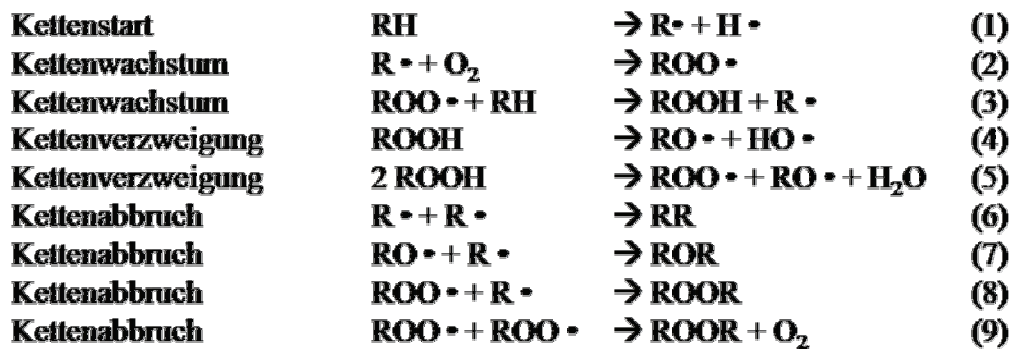 Kettenstart RH → R• + H • (1)
Kettenwachstum R • + O₂ → ROO • (2)
Kettenwachstum ROO • + RH → ROOH + R • (3)
Kettenverzweigung ROOH → RO • + HO • (4)
Kettenverzweigung 2 ROOH → ROO • + RO • + H₂O (5)
Kettenabbruch R • + R • → RR (6)
Kettenabbruch RO • + R • → ROR (7)
Kettenabbruch ROO • + R • → ROOR (8)
Kettenabbruch ROO • + ROO • → ROOR + O₂ (9)